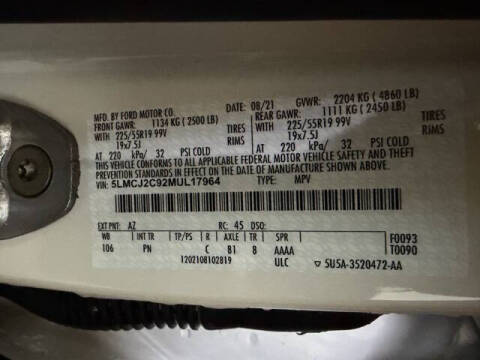 MFD. BY FORD MOTOR CO. DATE: 08/21 GVWR: 2204 KG ( 4860 LB)
FRONT GAWR: 1134 KG ( 2500 LB) REAR GAWR: 1111 KG ( 2450 LB)
225/55R19 99V TIRES 225/55R19 99V TIRES
19x7.5J RIMS 19x7.5J RIMS
AT 220 kPa/ 32 PSI COLD AT 220 kPa/ 32 PSI COLD
THIS VEHICLE CONFORMS TO ALL APPLICABLE FEDERAL MOTOR VEHICLE SAFETY AND BUMPER STANDARDS
IN EFFECT ON THE DATE OF MANUFACTURE SHOWN ABOVE.
VIN: 5LMCJ2C92MUL17964 TYPE: MPV
EXT PNT: AZ RC: 45 DSO: F0093
WB INT TR TP/PS R AXLE TR SPR T0090
106 PN C B1 8 AAAA
1202108102819 ULC ▽ 5U5A-3520472-AA